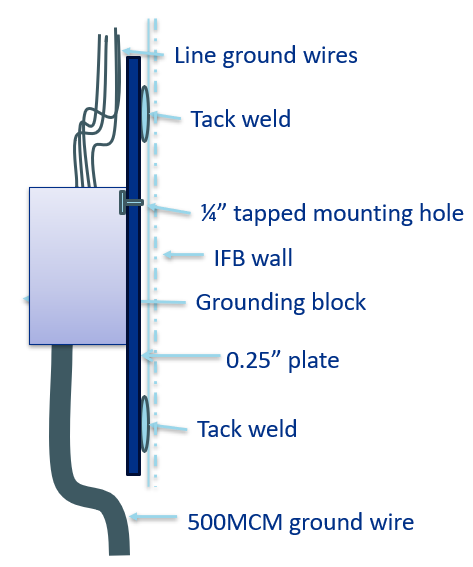 Line ground wires
Tack weld
¼” tapped mounting hole
IFB wall
Grounding block
0.25” plate
Tack weld
500MCM ground wire